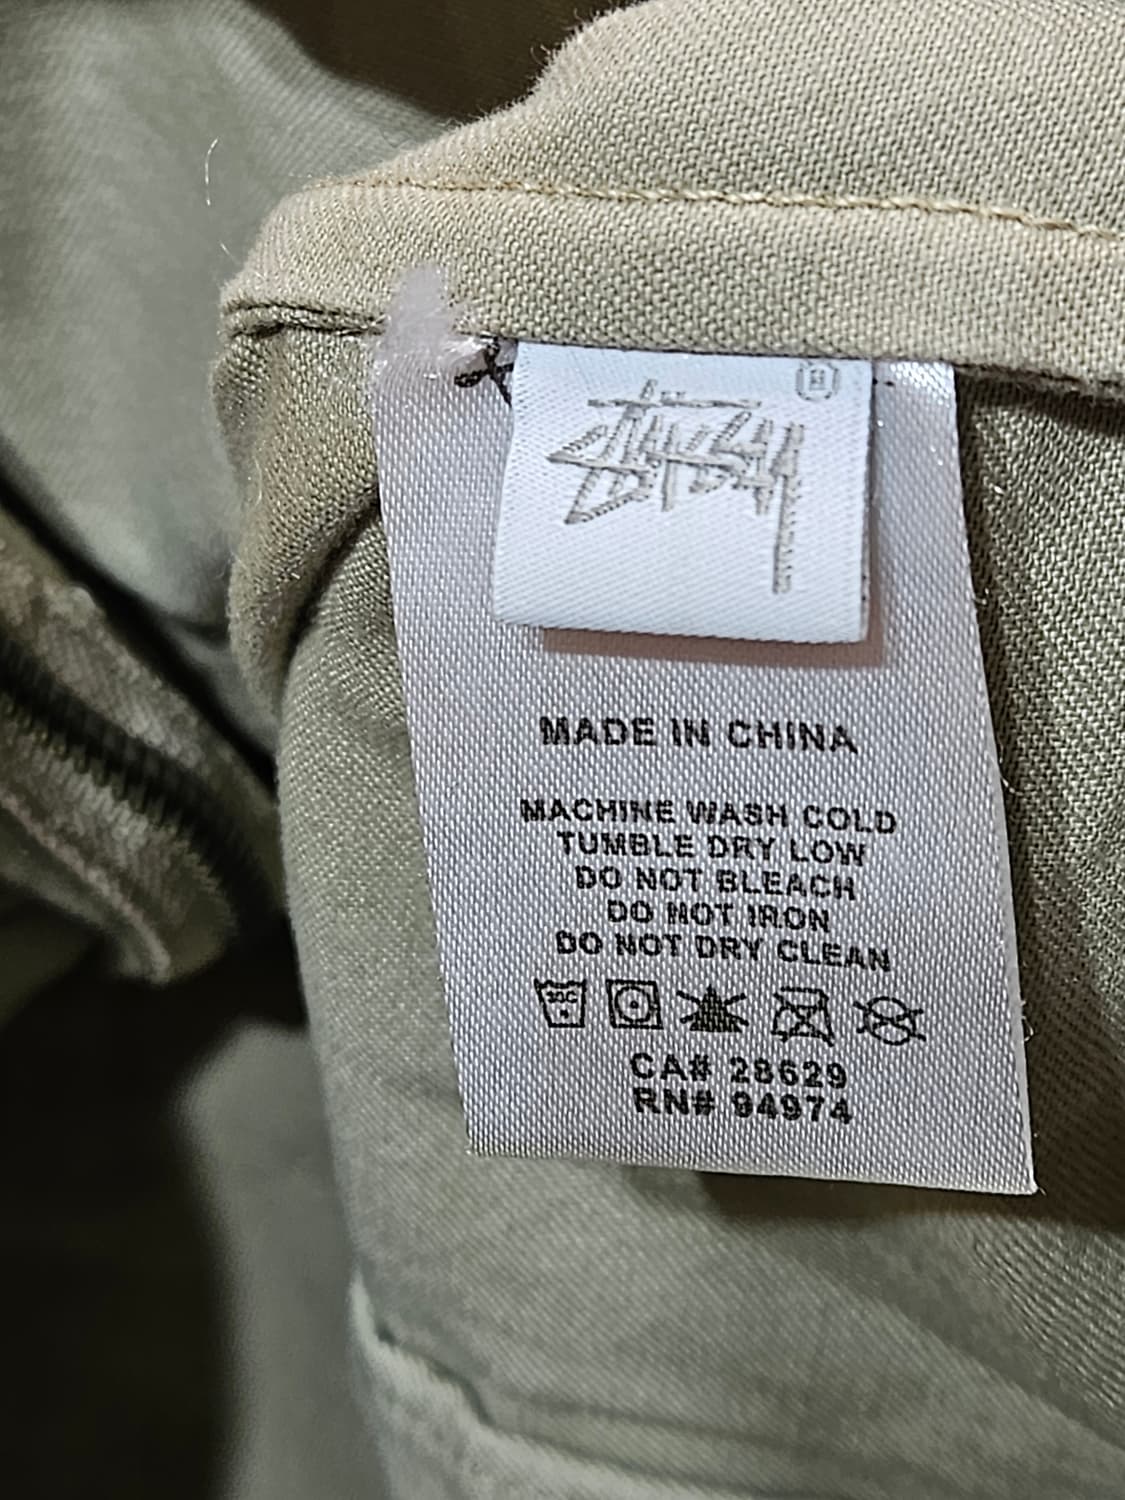 STÜSSY
MADE IN CHINA
MACHINE WASH COLD
TUMBLE DRY LOW
DO NOT BLEACH
DO NOT IRON
DO NOT DRY CLEAN
30C
CA# 28629
RN# 94974